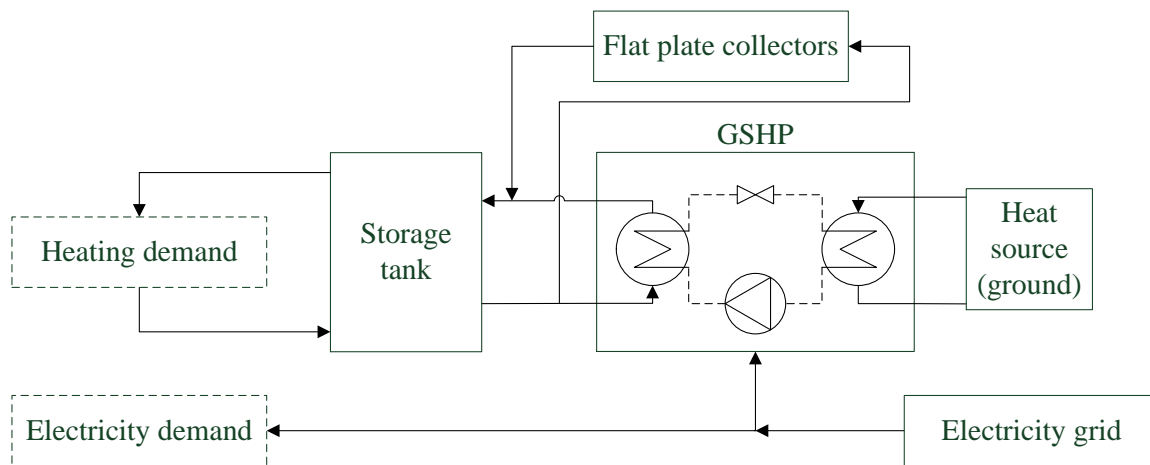 Flat plate collectors
GSHP
Heating demand
Storage
tank
Heat
source
(ground)
Electricity demand
Electricity grid